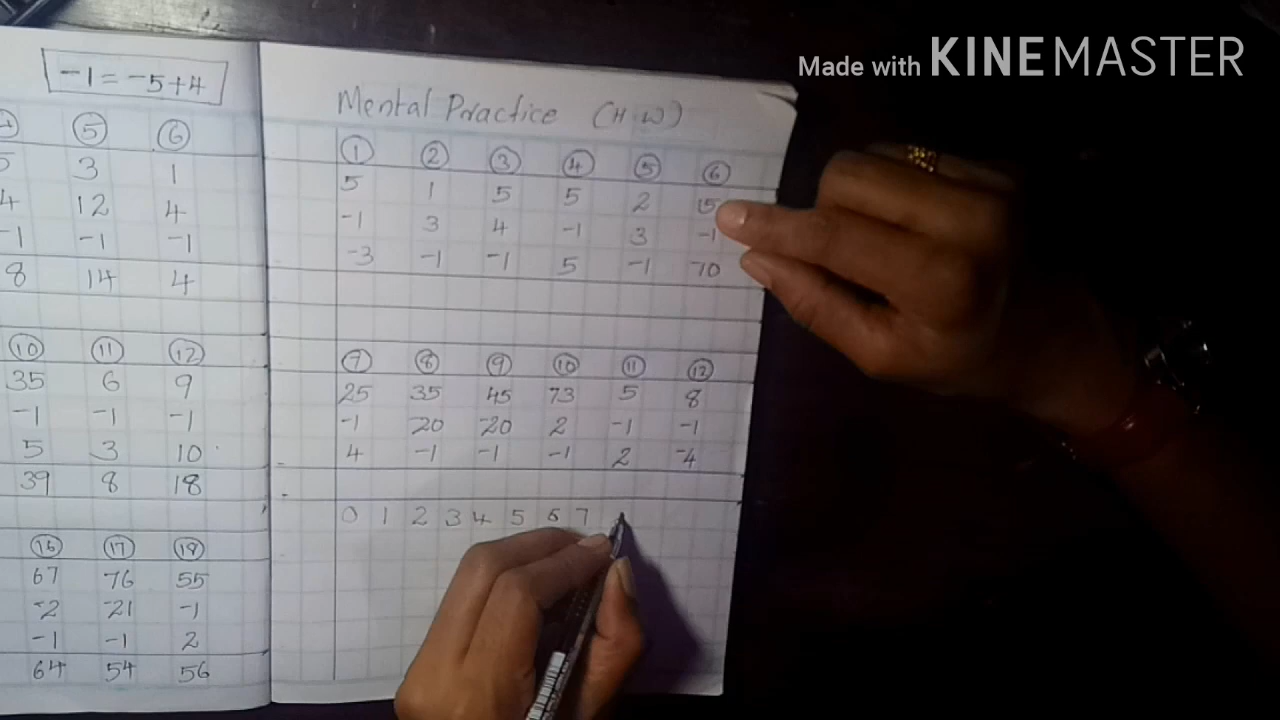 Made with KINEMASTER
-1 = -5+4
5 6
3 1
4 12 4
-1 -1 -1
8 14 4
10 11 12
35 6 9
-1 -1 -1
5 3 10
39 8 18
16 17 18
67 76 55
-2 -21 -1
-1 -1 2
64 54 56
Mental Practice (H.W)
1 2 3 4 5 6
5 1 5 5 2 15
-1 3 4 -1 3 -1
-3 -1 -1 5 -1 70
7 8 9 10 11 12
25 35 45 73 5 8
-1 20 -20 2 -1 -1
4 -1 -1 -1 2 -4
0 1 2 3 4 5 6 7